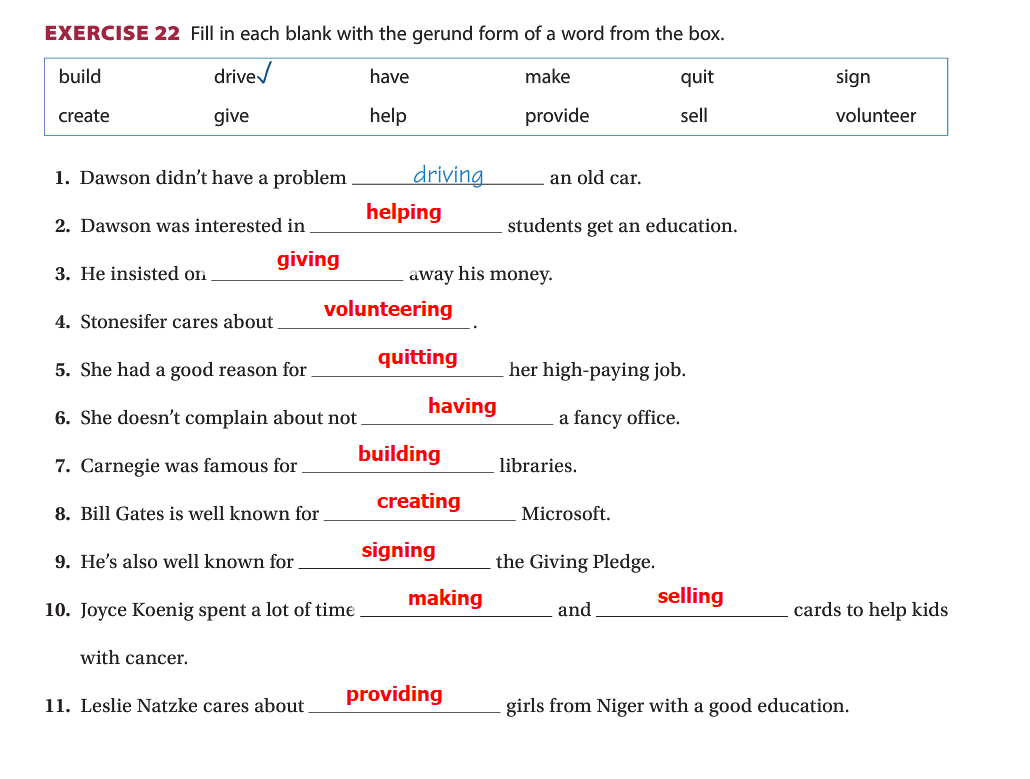 EXERCISE 22 Fill in each blank with the gerund form of a word from the box.
build drive✓ have make quit sign
create give help provide sell volunteer
1. Dawson didn't have a problem driving an old car.
2. Dawson was interested in helping students get an education.
3. He insisted on giving away his money.
4. Stonesifer cares about volunteering.
5. She had a good reason for quitting her high-paying job.
6. She doesn't complain about not having a fancy office.
7. Carnegie was famous for building libraries.
8. Bill Gates is well known for creating Microsoft.
9. He's also well known for signing the Giving Pledge.
10. Joyce Koenig spent a lot of time making and selling cards to help kids
with cancer.
11. Leslie Natzke cares about providing girls from Niger with a good education.